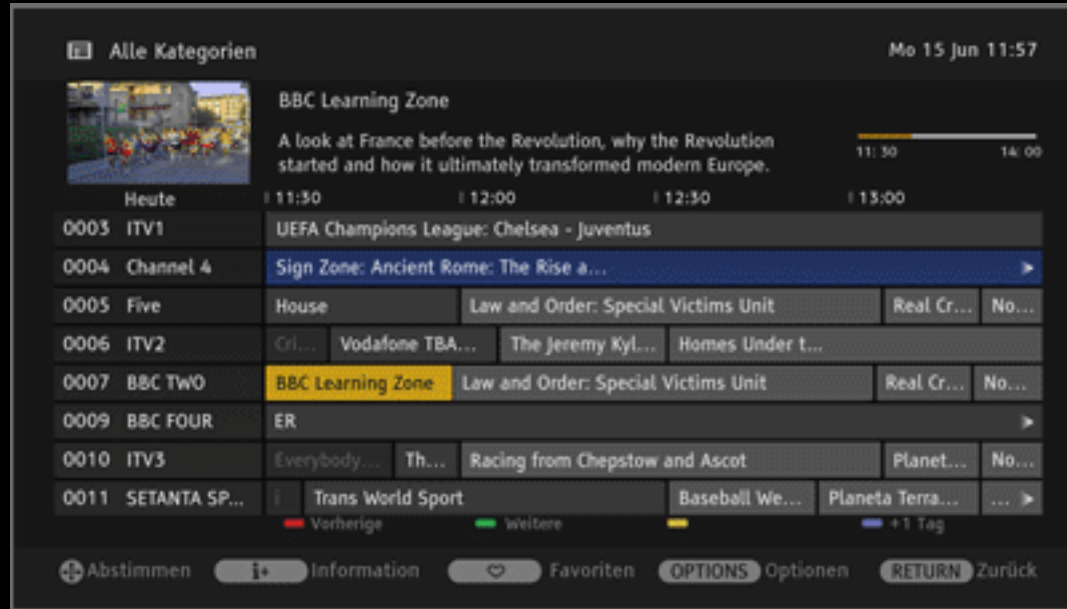 Alle Kategorien
Mo 15 Jun 11:57
BBC Learning Zone
A look at France before the Revolution, why the Revolution
started and how it ultimately transformed modern Europe.
11:30 14:00
Heute 11:30 12:00 12:30 13:00
0003 ITV1 UEFA Champions League: Chelsea - Juventus
0004 Channel 4 Sign Zone: Ancient Rome: The Rise a...
0005 Five House Law and Order: Special Victims Unit Real Cr... No...
0006 ITV2 Cri... Vodafone TBA... The Jeremy Kyl... Homes Under t...
0007 BBC TWO BBC Learning Zone Law and Order: Special Victims Unit Real Cr... No...
0009 BBC FOUR ER
0010 ITV3 Everybody... Th... Racing from Chepstow and Ascot Planet... No...
0011 SETANTA SP... Trans World Sport Baseball We... Planeta Terra... ...
Vorherige Weitere +1 Tag
Abstimmen i+ Information Favoriten OPTIONS Optionen RETURN Zurück